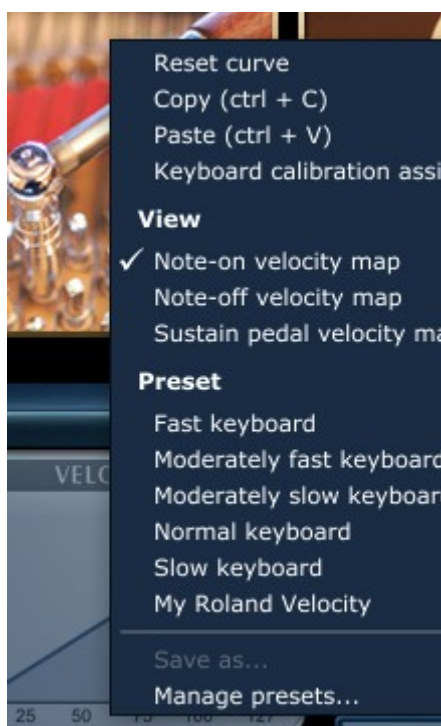 Reset curve
Copy (ctrl + C)
Paste (ctrl + V)
Keyboard calibration assi
View
✓ Note-on velocity map
Note-off velocity map
Sustain pedal velocity ma
Preset
Fast keyboard
Moderately fast keyboard
Moderately slow keyboar
Normal keyboard
Slow keyboard
My Roland Velocity
Save as...
Manage presets...
VELO
25 50 75 100 127